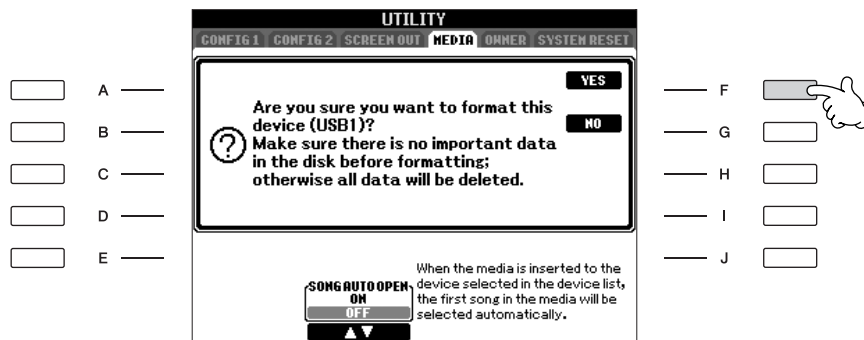 UTILITY
CONFIG 1 CONFIG 2 SCREEN OUT MEDIA OWNER SYSTEM RESET
A
B
C
D
E
YES
NO
Are you sure you want to format this
device (USB1)?
Make sure there is no important data
in the disk before formatting;
otherwise all data will be deleted.
F
G
H
I
J
SONG AUTO OPEN
ON
OFF
When the media is inserted to the
device selected in the device list,
the first song in the media will be
selected automatically.